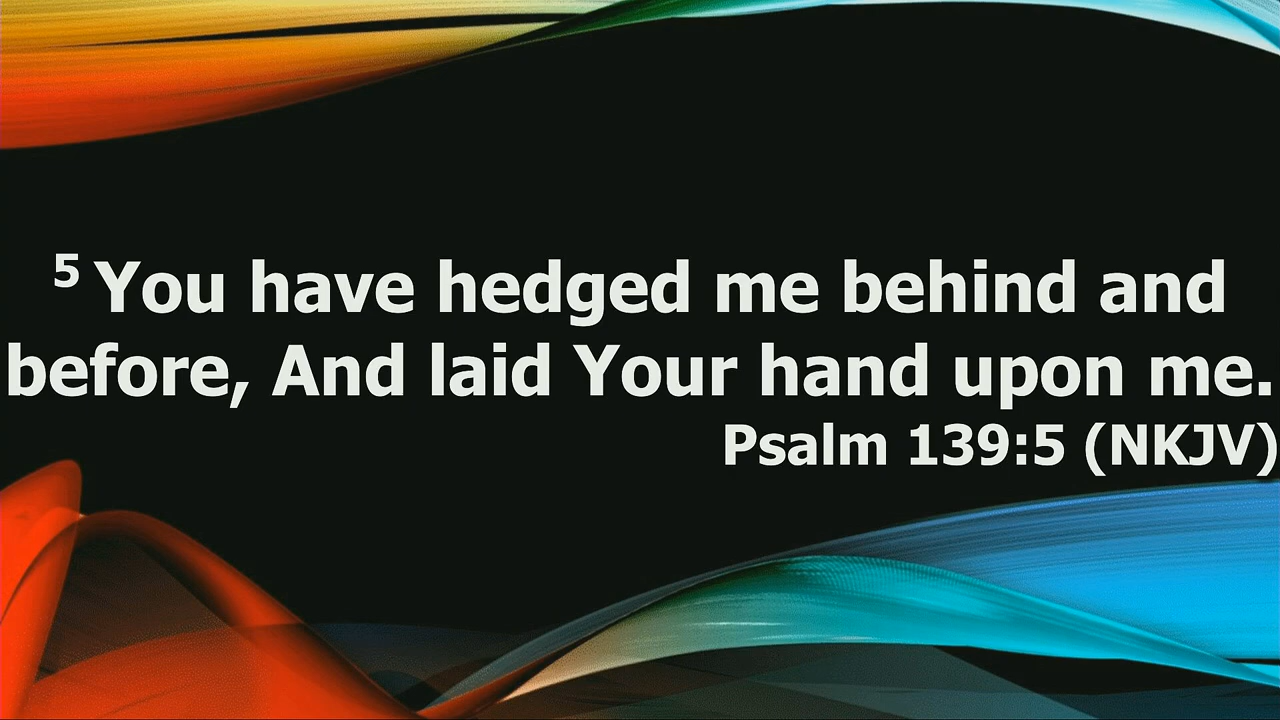 5 You have hedged me behind and
before, And laid Your hand upon me.
Psalm 139:5 (NKJV)